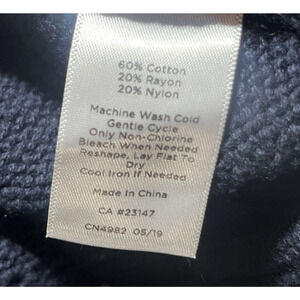 60% Cotton
20% Rayon
20% Nylon
Machine Wash Cold
Gentle Cycle
Only Non-Chlorine
Bleach When Needed
Reshape, Lay Flat To
Dry
Cool Iron If Needed
Made In China
CA #23147
CN4982 05/19